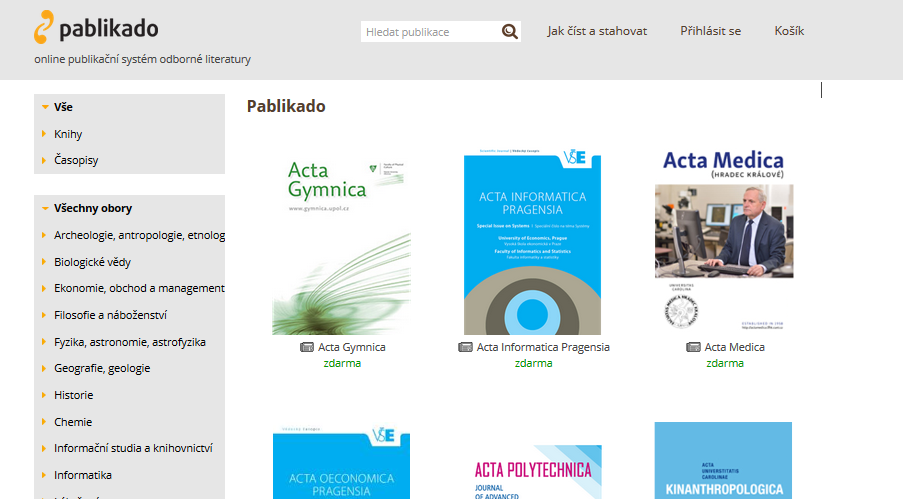 pablikado
online publikační systém odborné literatury
Hledat publikace
Jak číst a stahovat
Přihlásit se
Košík
Vše
Knihy
Časopisy
Všechny obory
Archeologie, antropologie, etnolog
Biologické vědy
Ekonomie, obchod a management
Filosofie a náboženství
Fyzika, astronomie, astrofyzika
Geografie, geologie
Historie
Chemie
Informační studia a knihovnictví
Informatika
Pablikado
Acta
Gymnica
www.gymnica.upol.cz
Acta Gymnica
zdarma
VŠE
ACTA INFORMATICA
PRAGENSIA
Special Issue on Systems
University of Economics, Prague
Faculty of Informatics and Statistics
Acta Informatica Pragensia
zdarma
Acta Medica
(HRADEC KRÁLOVÉ)
UNIVERSITAS
CAROLINA
Acta Medica
zdarma
VŠE
ACTA OECONOMICA
PRAGENSIA
ACTA POLYTECHNICA
JOURNAL
OF ADVANCED
ACTA
UNIVERSITATIS
CAROLINAE
KINANTHROPOLOGICA